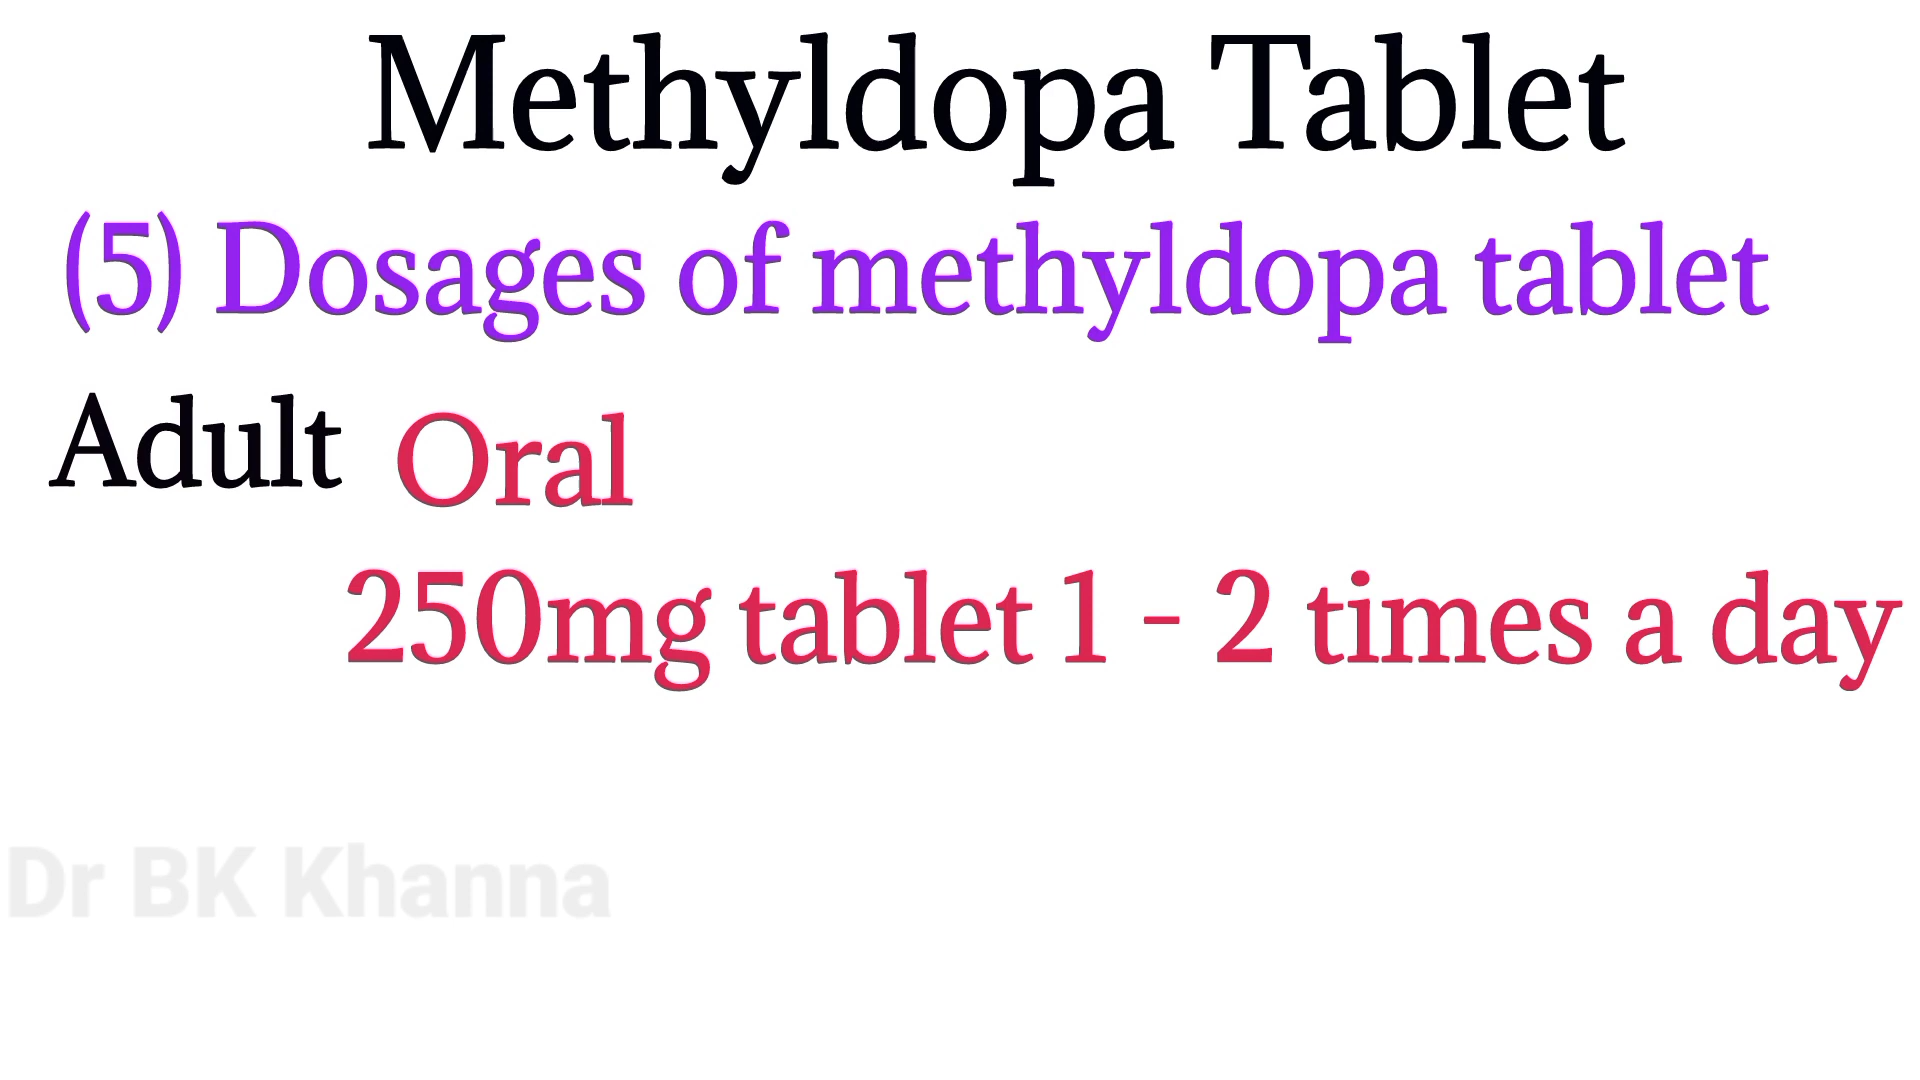 Methyldopa Tablet
(5) Dosages of methyldopa tablet
Adult Oral
250mg tablet 1 - 2 times a day
Dr BK Khanna